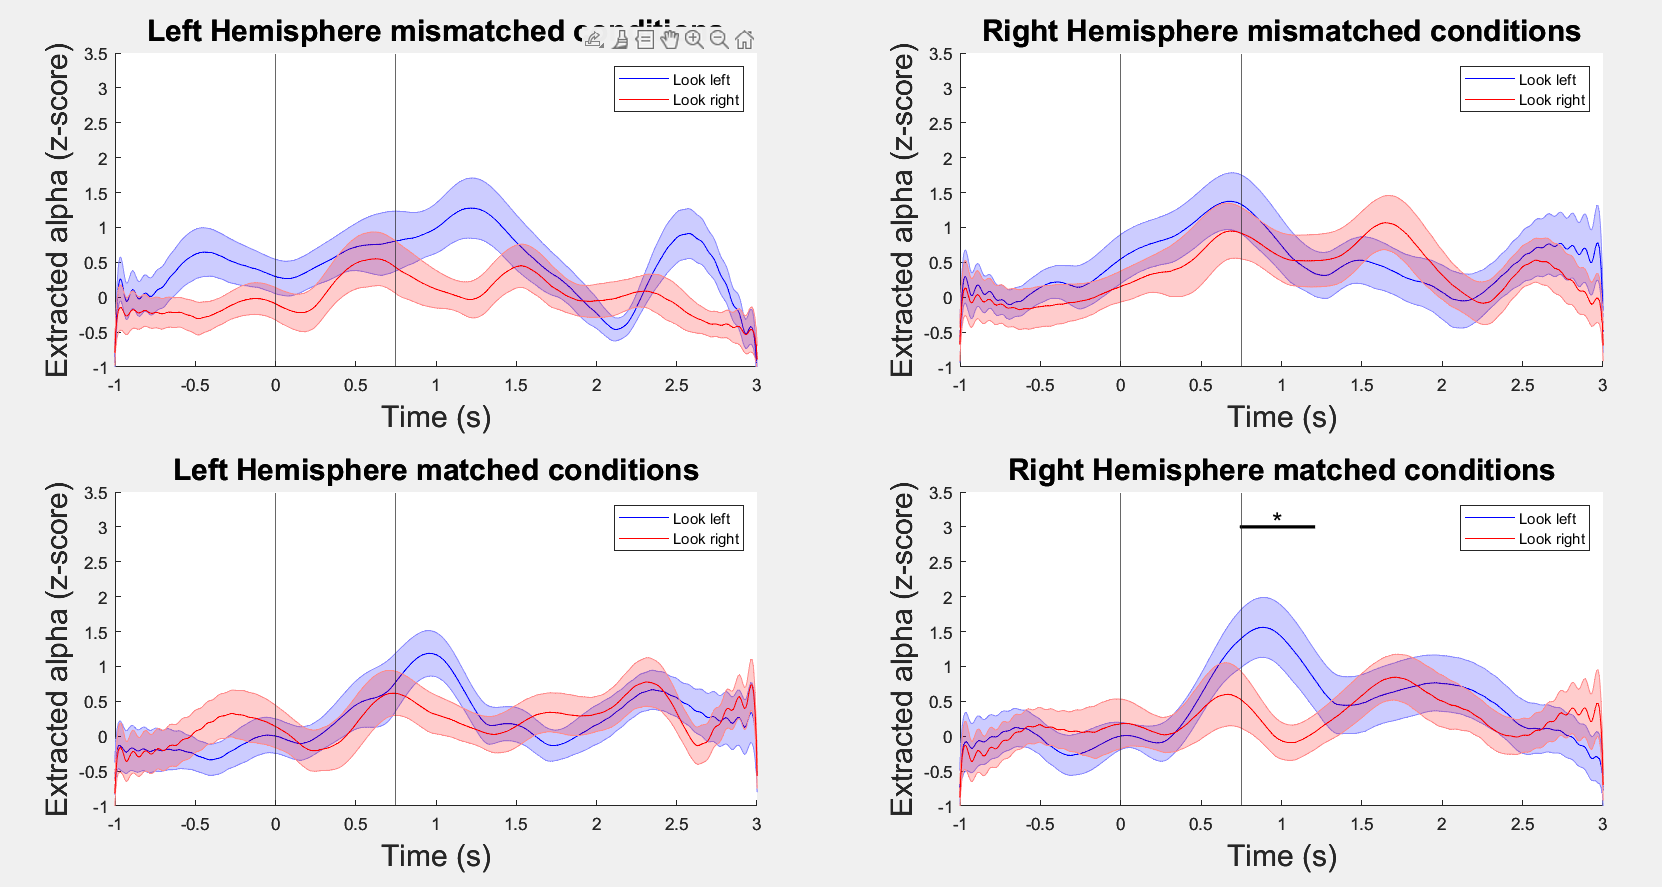 Left Hemisphere mismatched conditions
Extracted alpha (z-score)
3.5
3
2.5
2
1.5
1
0.5
0
-0.5
-1
Look left
Look right
-1 -0.5 0 0.5 1 1.5 2 2.5 3
Time (s)
Right Hemisphere mismatched conditions
Extracted alpha (z-score)
3.5
3
2.5
2
1.5
1
0.5
0
-0.5
-1
Look left
Look right
-1 -0.5 0 0.5 1 1.5 2 2.5 3
Time (s)
Left Hemisphere matched conditions
Extracted alpha (z-score)
3.5
3
2.5
2
1.5
1
0.5
0
-0.5
-1
Look left
Look right
-1 -0.5 0 0.5 1 1.5 2 2.5 3
Time (s)
Right Hemisphere matched conditions
Extracted alpha (z-score)
3.5
3
2.5
2
1.5
1
0.5
0
-0.5
-1
*
Look left
Look right
-1 -0.5 0 0.5 1 1.5 2 2.5 3
Time (s)